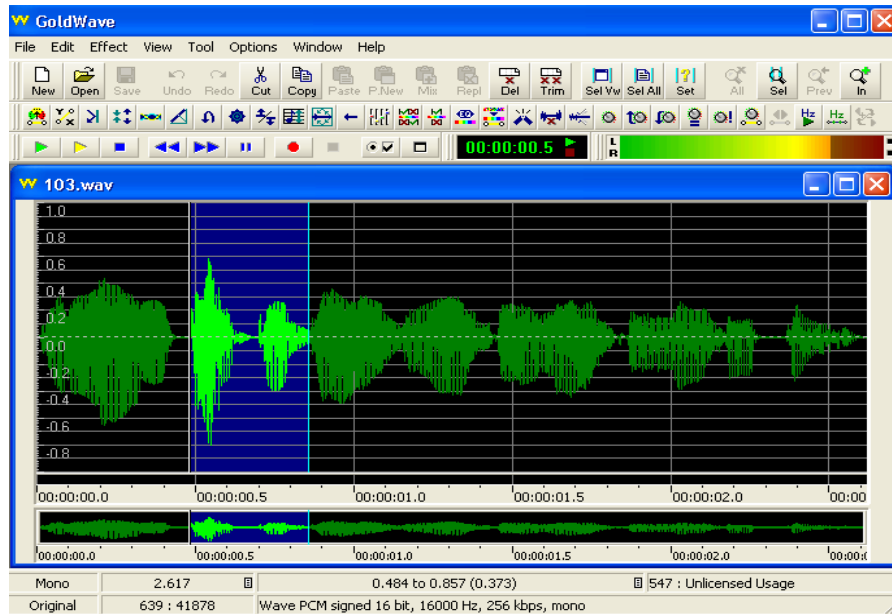 GoldWave
File Edit Effect View Tool Options Window Help
New Open Save Undo Redo Cut Copy Paste P.New Mix Repl Del Trim Sel Vw Sel All Set All Sel Prev In
00:00:00.5 L
R
103.wav
1.0
0.8
0.6
0.4
0.2
0.0
-0.2
-0.4
-0.6
-0.8
00:00:00.0 00:00:00.5 00:00:01.0 00:00:01.5 00:00:02.0 00:00
00:00:00.0 00:00:00.5 00:00:01.0 00:00:01.5 00:00:02.0 00:00:0
Mono 2.617 0.484 to 0.857 (0.373) 547 : Unlicensed Usage
Original 639 : 41878 Wave PCM signed 16 bit, 16000 Hz, 256 kbps, mono